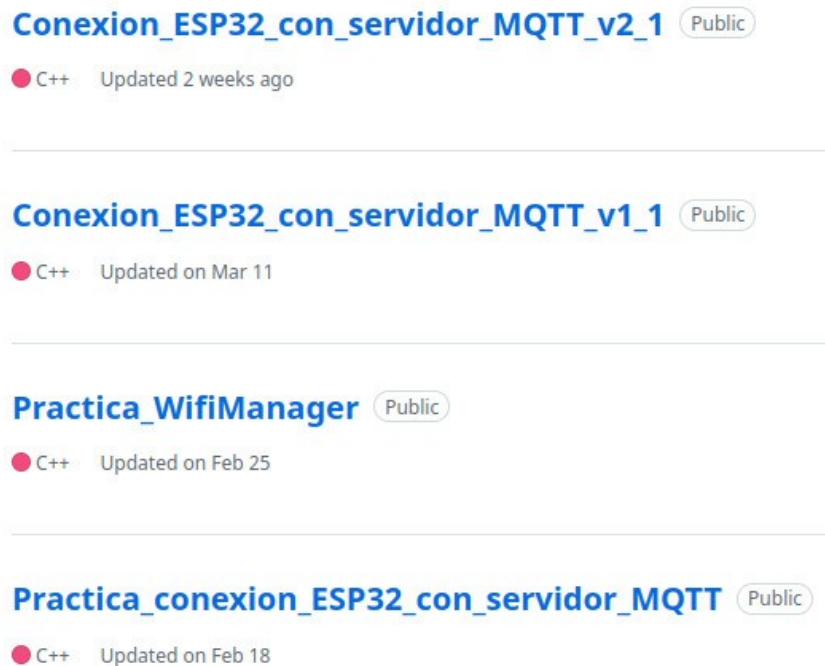 Conexion_ESP32_con_servidor_MQTT_v2_1 Public
C++ Updated 2 weeks ago
Conexion_ESP32_con_servidor_MQTT_v1_1 Public
C++ Updated on Mar 11
Practica_WifiManager Public
C++ Updated on Feb 25
Practica_conexion_ESP32_con_servidor_MQTT Public
C++ Updated on Feb 18